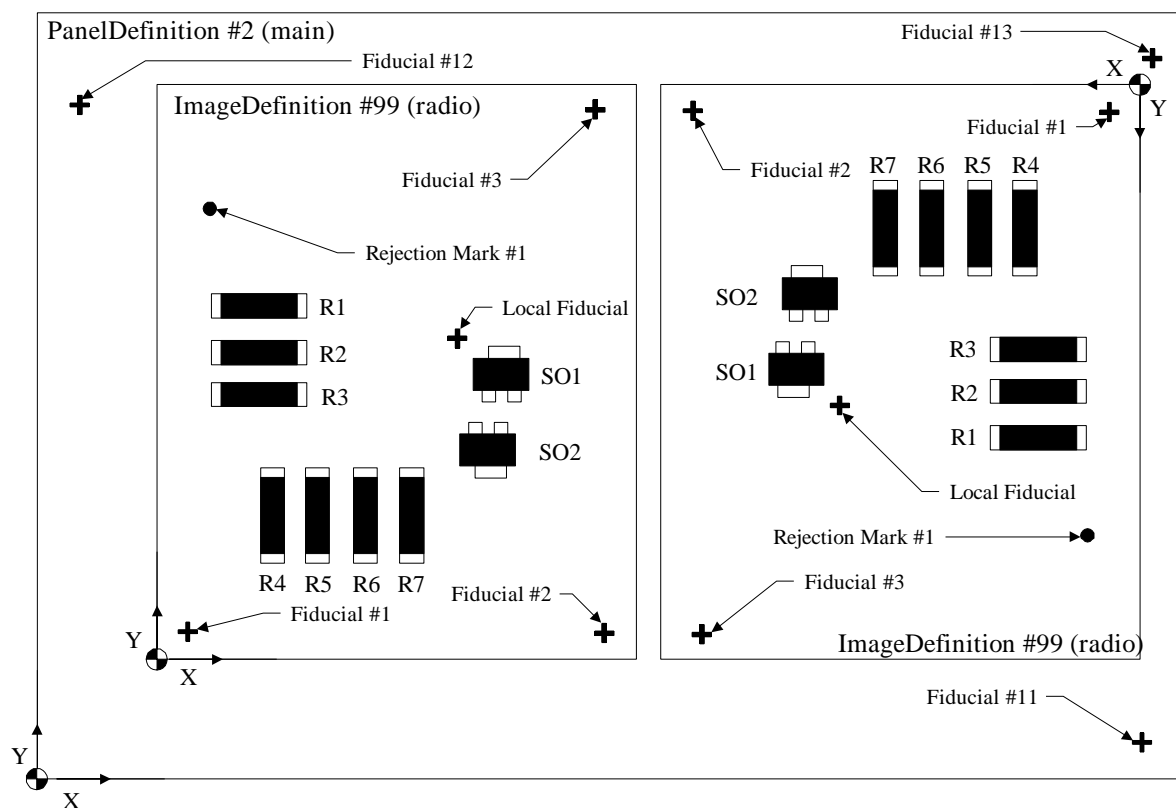 PanelDefinition #2 (main)
Fiducial #12
Fiducial #13
X
Y
ImageDefinition #99 (radio)
Fiducial #3
Rejection Mark #1
R1
R2
R3
Local Fiducial
SO1
SO2
R4 R5 R6 R7
Fiducial #1
Fiducial #2
Y
X
Fiducial #1
Fiducial #2
R7 R6 R5 R4
SO2
SO1
R3
R2
R1
Local Fiducial
Rejection Mark #1
Fiducial #3
ImageDefinition #99 (radio)
Fiducial #11
Y
X